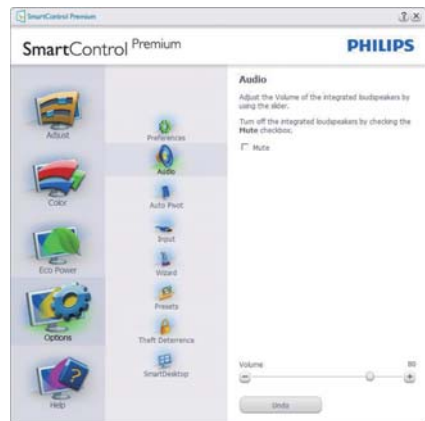 SmartControl Premium
SmartControl Premium
PHILIPS
Adjust
Color
Eco Power
Options
Help
Preferences
Audio
Auto Pivot
Input
Wizard
Presets
Theft Deterrence
SmartDesktop
Audio
Adjust the Volume of the integrated loudspeakers by
using the slider.
Turn off the integrated loudspeakers by checking the
Mute checkbox.
Mute
Volume 80
Undo